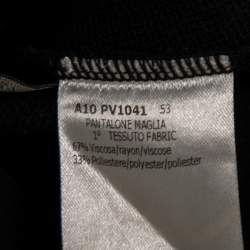 A10 PV1041 53
PANTALONE MAGLIA
1° TESSUTO FABRIC
67% Viscosa/rayon/viscose
33% Poliestere/polyester/poliester